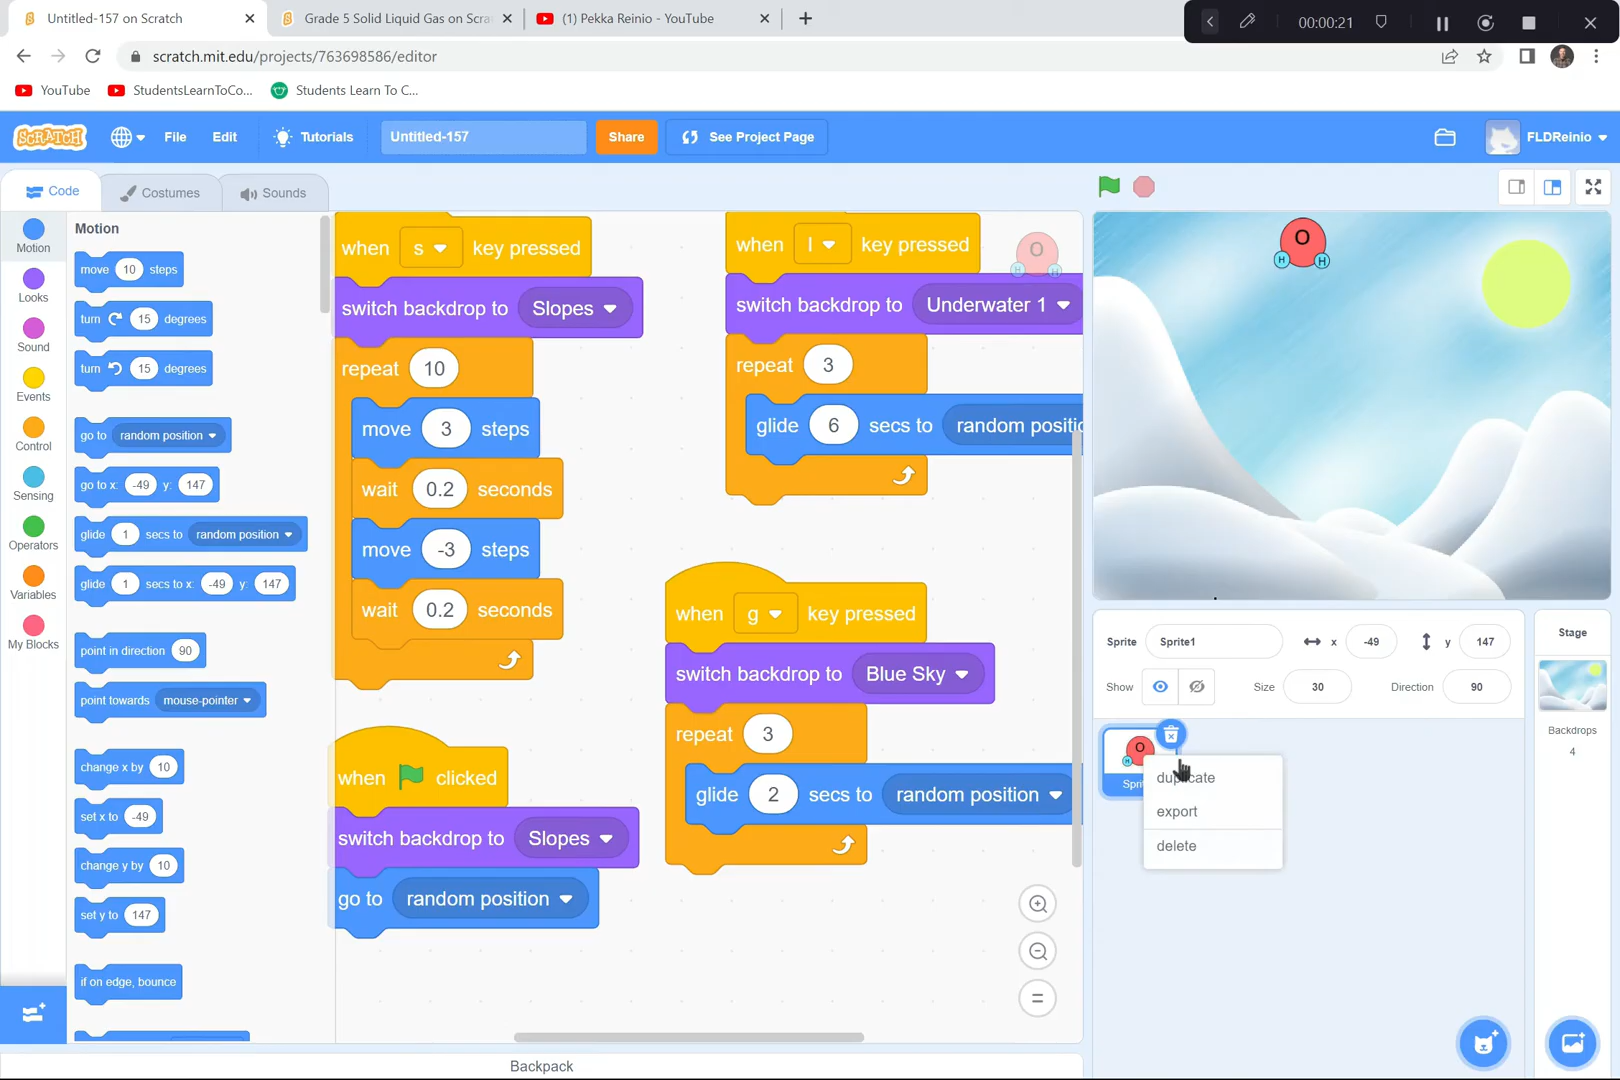 Untitled-157 on Scratch
Grade 5 Solid Liquid Gas on Scra
(1) Pekka Reinio - YouTube
00:00:21
scratch.mit.edu/projects/763698586/editor
YouTube
StudentsLearnToCo...
Students Learn To C...
SCRATCH
File
Edit
Tutorials
Untitled-157
Share
See Project Page
FLDReinio
Code
Costumes
Sounds
Motion
Looks
Sound
Events
Control
Sensing
Operators
Variables
My Blocks
Motion
move 10 steps
turn 15 degrees
turn 15 degrees
go to random position
go to x: -49 y: 147
glide 1 secs to random position
glide 1 secs to x: -49 y: 147
point in direction 90
point towards mouse-pointer
change x by 10
set x to -49
change y by 10
set y to 147
if on edge, bounce
when s key pressed
switch backdrop to Slopes
repeat 10
move 3 steps
wait 0.2 seconds
move -3 steps
wait 0.2 seconds
when clicked
switch backdrop to Slopes
go to random position
when l key pressed
switch backdrop to Underwater 1
repeat 3
glide 6 secs to random positic
when g key pressed
switch backdrop to Blue Sky
repeat 3
glide 2 secs to random position
O
H H
O
H H
Sprite Sprite1 x -49 y 147
Show Size 30 Direction 90
O
H
Sprit
duplicate
export
delete
Stage
Backdrops
4
Backpack